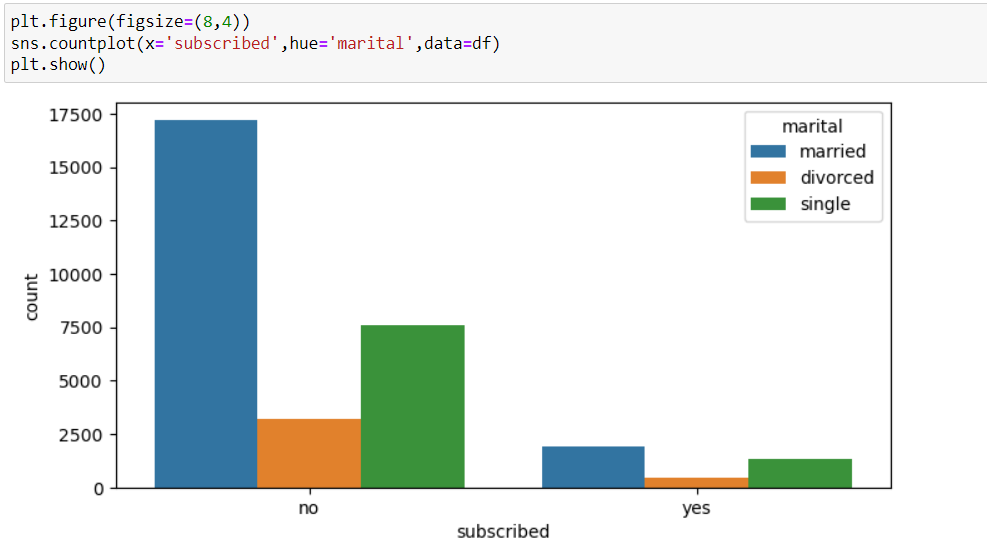 plt.figure(figsize=(8,4))
sns.countplot(x='subscribed',hue='marital',data=df)
plt.show()
17500
15000
12500
10000
7500
5000
2500
0
count
marital
married
divorced
single
no
yes
subscribed